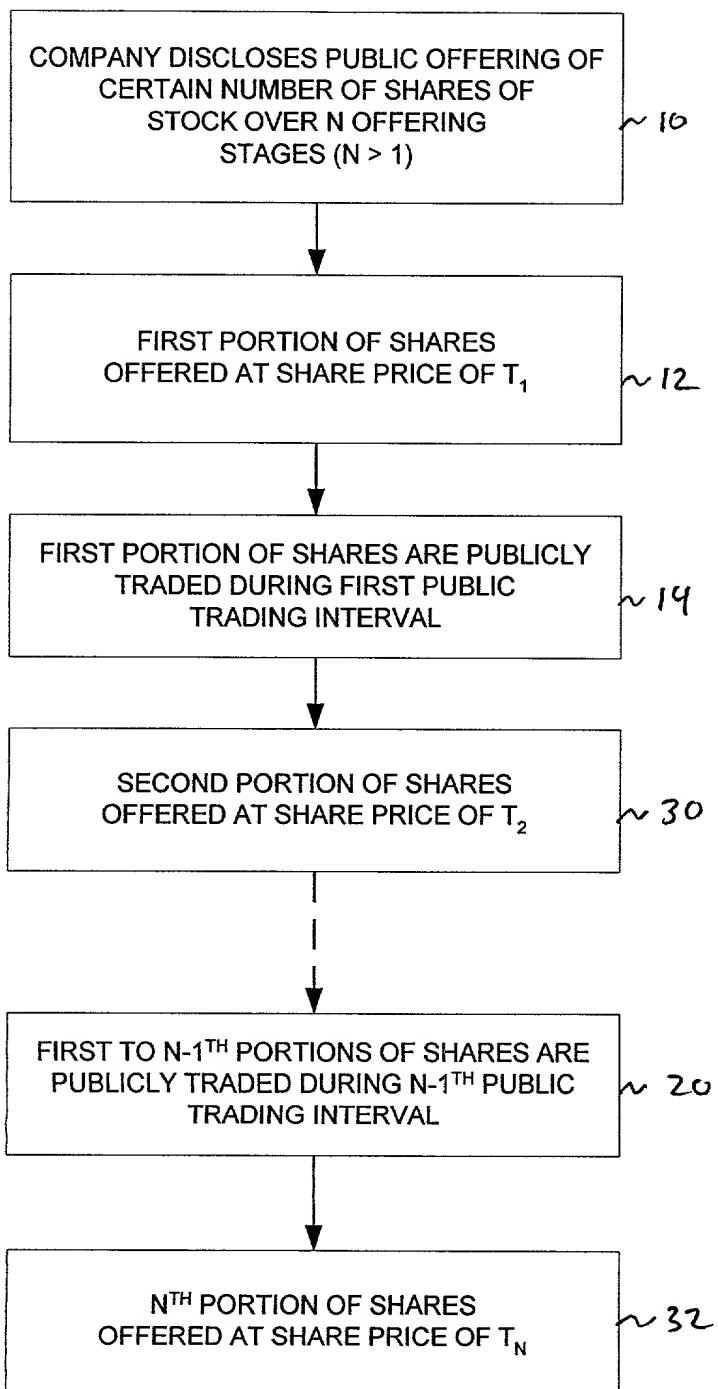 COMPANY DISCLOSES PUBLIC OFFERING OF
CERTAIN NUMBER OF SHARES OF
STOCK OVER N OFFERING
STAGES (N > 1)
~ 10
FIRST PORTION OF SHARES
OFFERED AT SHARE PRICE OF T₁
~ 12
FIRST PORTION OF SHARES ARE PUBLICLY
TRADED DURING FIRST PUBLIC
TRADING INTERVAL
~ 14
SECOND PORTION OF SHARES
OFFERED AT SHARE PRICE OF T₂
~ 30
FIRST TO N-1ᵀᴴ PORTIONS OF SHARES ARE
PUBLICLY TRADED DURING N-1ᵀᴴ PUBLIC
TRADING INTERVAL
~ 20
Nᵀᴴ PORTION OF SHARES
OFFERED AT SHARE PRICE OF T_N
~ 32